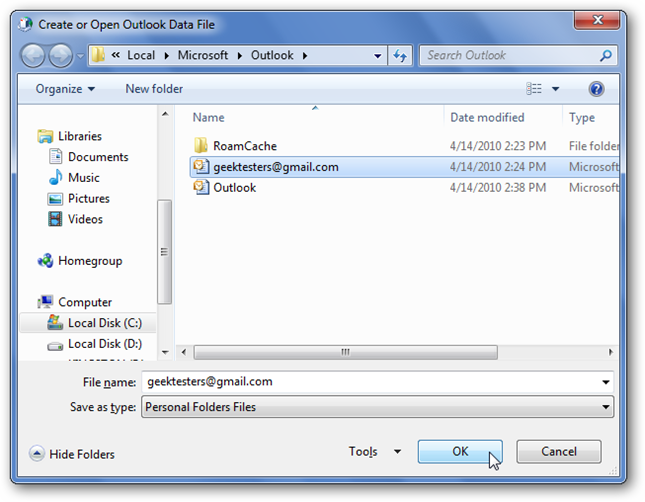 Create or Open Outlook Data File
« Local Microsoft Outlook Search Outlook
Organize New folder
Name Date modified Type
Libraries
Documents
Music
Pictures
Videos
Homegroup
Computer
Local Disk (C:)
Local Disk (D:)
RoamCache 4/14/2010 2:23 PM File folder
geektesters@gmail.com 4/14/2010 2:24 PM Microsof
Outlook 4/14/2010 2:38 PM Microsof
File name: geektesters@gmail.com
Save as type: Personal Folders Files
Hide Folders Tools OK Cancel